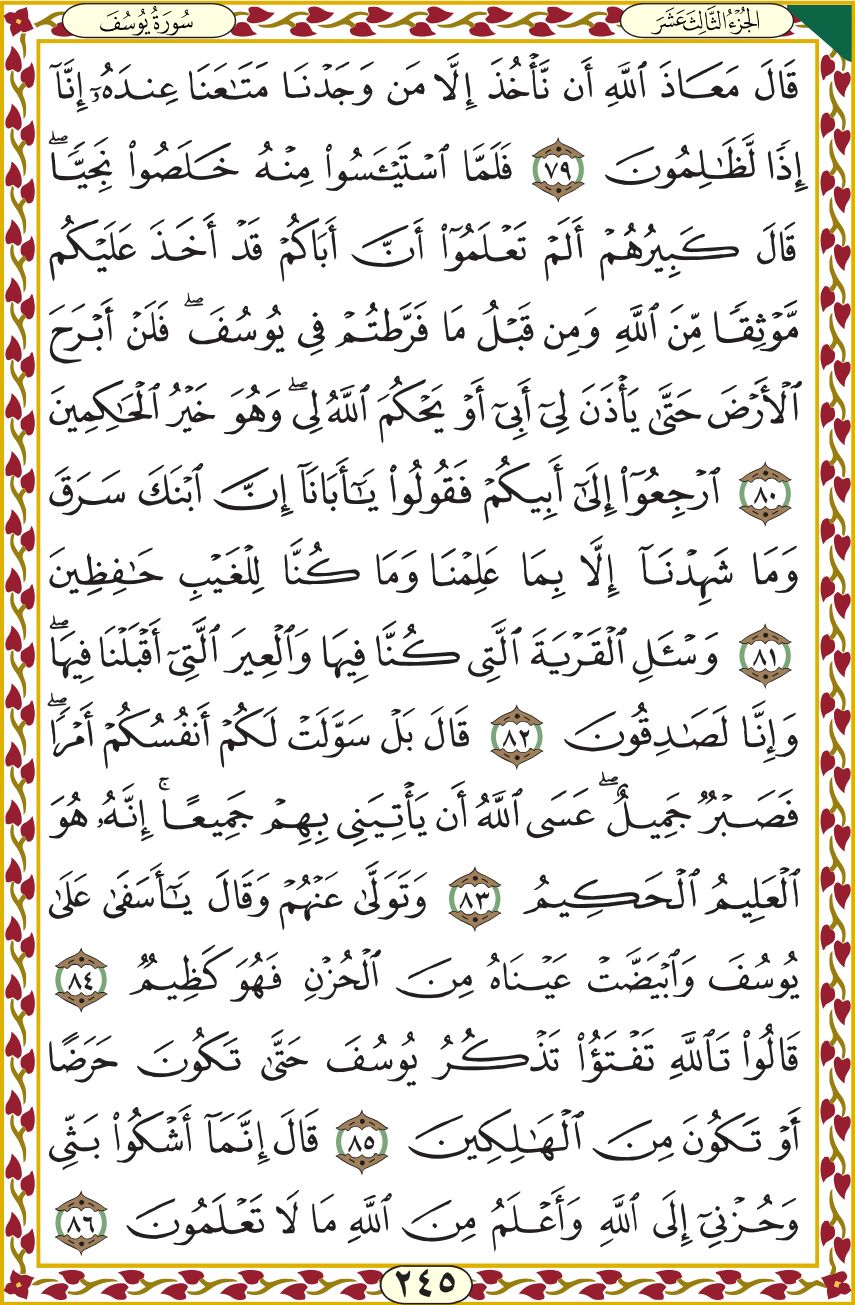 سُورَةُ يُوسُفَ
الجُزْءُ الثَّالِثَ عَشَرَ
قَالَ مَعَاذَ ٱللَّهِ أَن نَّأۡخُذَ إِلَّا مَن وَجَدۡنَا مَتَٰعَنَا عِندَهُۥٓ إِنَّآ
إِذٗا لَّظَٰلِمُونَ ٧٩ فَلَمَّا ٱسۡتَيۡـَٔسُواْ مِنۡهُ خَلَصُواْ نَجِيّٗاۖ
قَالَ كَبِيرُهُمۡ أَلَمۡ تَعۡلَمُوٓاْ أَنَّ أَبَاكُمۡ قَدۡ أَخَذَ عَلَيۡكُم
مَّوۡثِقٗا مِّنَ ٱللَّهِ وَمِن قَبۡلُ مَا فَرَّطتُمۡ فِي يُوسُفَۖ فَلَنۡ أَبۡرَحَ
ٱلۡأَرۡضَ حَتَّىٰ يَأۡذَنَ لِيٓ أَبِيٓ أَوۡ يَحۡكُمَ ٱللَّهُ لِيۖ وَهُوَ خَيۡرُ ٱلۡحَٰكِمِينَ
٨٠ ٱرۡجِعُوٓاْ إِلَىٰٓ أَبِيكُمۡ فَقُولُواْ يَٰٓأَبَانَآ إِنَّ ٱبۡنَكَ سَرَقَ
وَمَا شَهِدۡنَآ إِلَّا بِمَا عَلِمۡنَا وَمَا كُنَّا لِلۡغَيۡبِ حَٰفِظِينَ
٨١ وَسۡـَٔلِ ٱلۡقَرۡيَةَ ٱلَّتِي كُنَّا فِيهَا وَٱلۡعِيرَ ٱلَّتِيٓ أَقۡبَلۡنَا فِيهَاۖ
وَإِنَّا لَصَٰدِقُونَ ٨٢ قَالَ بَلۡ سَوَّلَتۡ لَكُمۡ أَنفُسُكُمۡ أَمۡرٗاۖ
فَصَبۡرٞ جَمِيلٌۖ عَسَى ٱللَّهُ أَن يَأۡتِيَنِي بِهِمۡ جَمِيعًاۚ إِنَّهُۥ هُوَ
ٱلۡعَلِيمُ ٱلۡحَكِيمُ ٨٣ وَتَوَلَّىٰ عَنۡهُمۡ وَقَالَ يَٰٓأَسَفَىٰ عَلَىٰ
يُوسُفَ وَٱبۡيَضَّتۡ عَيۡنَاهُ مِنَ ٱلۡحُزۡنِ فَهُوَ كَظِيمٞ ٨٤
قَالُواْ تَٱللَّهِ تَفۡتَؤُاْ تَذۡكُرُ يُوسُفَ حَتَّىٰ تَكُونَ حَرَضًا
أَوۡ تَكُونَ مِنَ ٱلۡهَٰلِكِينَ ٨٥ قَالَ إِنَّمَآ أَشۡكُواْ بَثِّي
وَحُزۡنِيٓ إِلَى ٱللَّهِ وَأَعۡلَمُ مِنَ ٱللَّهِ مَا لَا تَعۡلَمُونَ ٨٦
٢٤٥